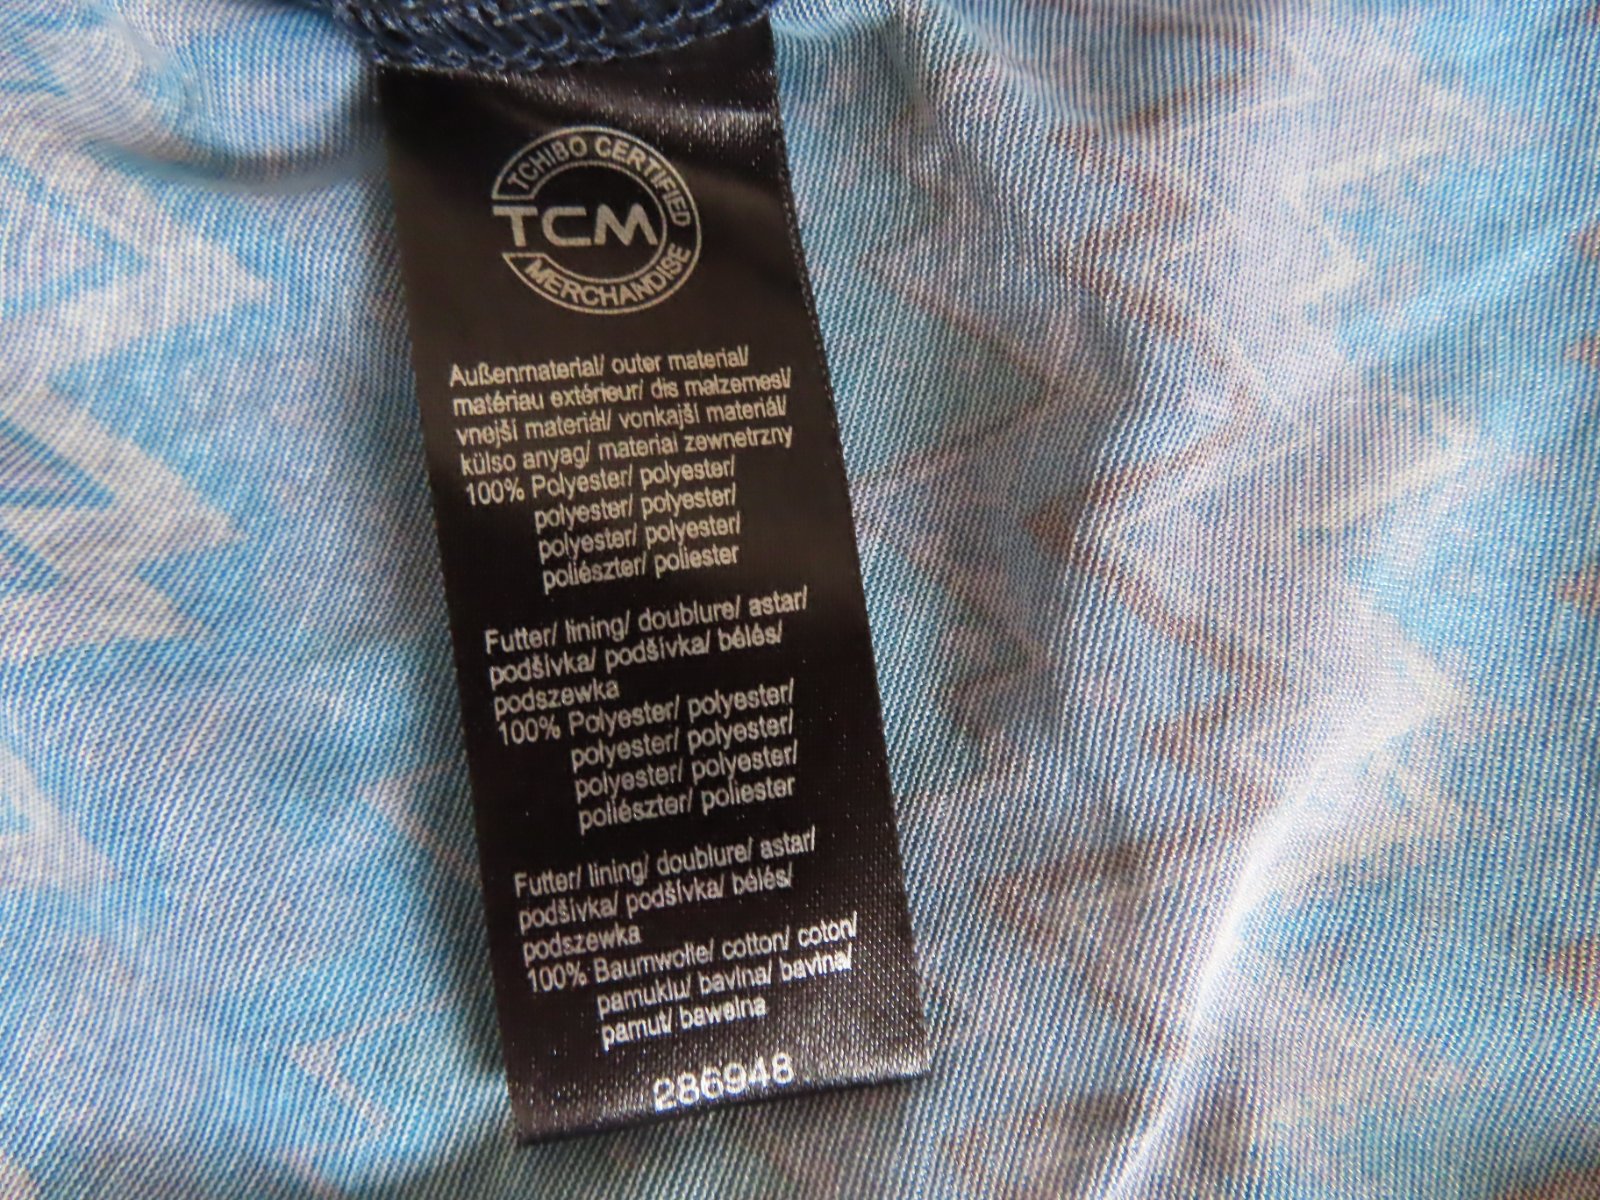 TCHIBO CERTIFIED
TCM
MERCHANDISE
Außenmaterial/ outer material/
matériau extérieur/ dis malzemesi/
vnejší materiál/ vonkajší materiál/
külso anyag/ material zewnetrzny
100% Polyester/ polyester/
polyester/ polyester/
polyester/ polyester/
poliészter/ poliester
Futter/ lining/ doublure/ astar/
podšívka/ podšívka/ bélés/
podszewka
100% Polyester/ polyester/
polyester/ polyester/
polyester/ polyester/
poliészter/ poliester
Futter/ lining/ doublure/ astar/
podšívka/ podšívka/ bélés/
podszewka
100% Baumwolle/ cotton/ coton/
pamuklu/ bavlna/ bavlna/
pamut/ bawelna
286948